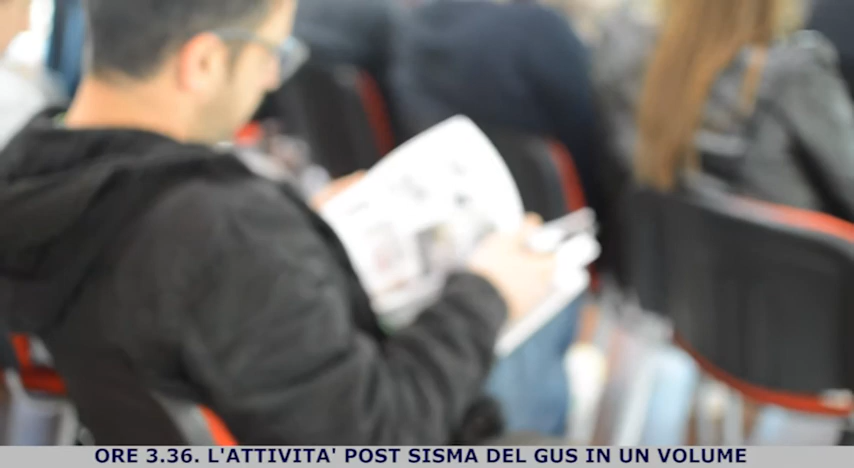 ORE 3.36. L'ATTIVITA' POST SISMA DEL GUS IN UN VOLUME